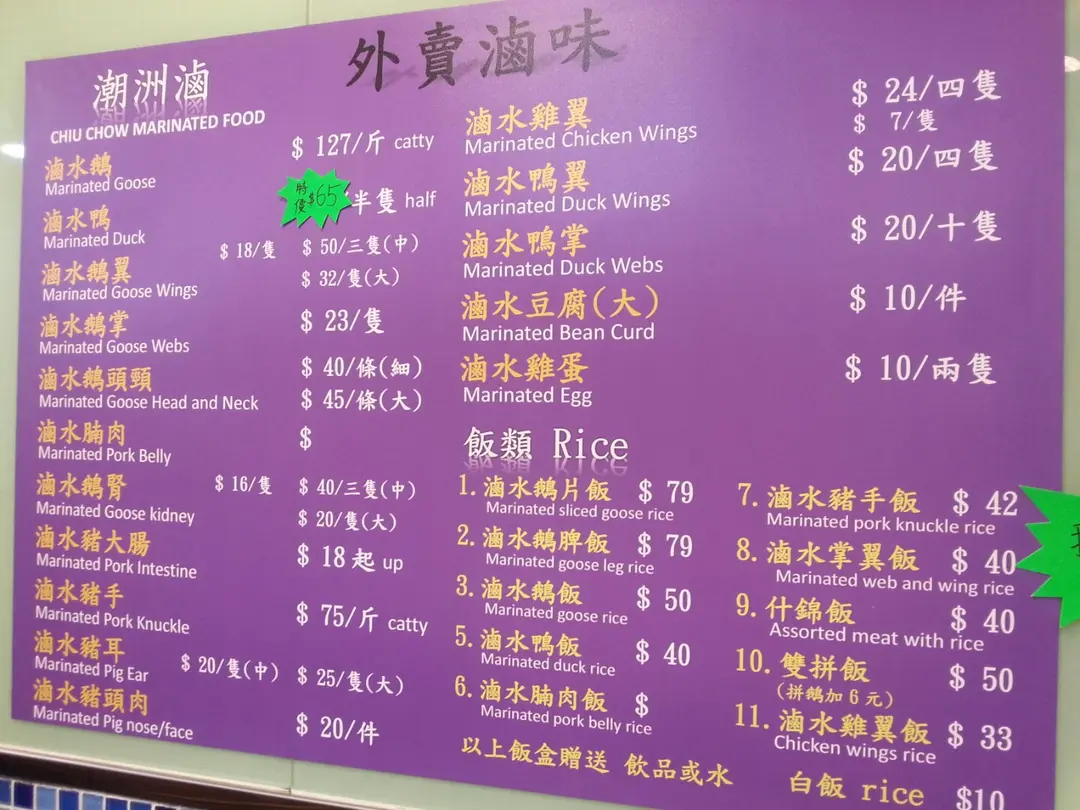 外賣滷味
潮洲滷
CHIU CHOW MARINATED FOOD
滷水鵝 $ 127/斤 catty
Marinated Goose
滷水鴨 特價$65/半隻 half
Marinated Duck
滷水鵝翼 $ 18/隻 $ 50/三隻(中)
Marinated Goose Wings $ 32/隻(大)
滷水鵝掌 $ 23/隻
Marinated Goose Webs
滷水鵝頭頸 $ 40/條(細)
Marinated Goose Head and Neck $ 45/條(大)
滷水腩肉 $
Marinated Pork Belly
滷水鵝腎 $ 16/隻 $ 40/三隻(中)
Marinated Goose kidney $ 20/隻(大)
滷水豬大腸 $ 18起 up
Marinated Pork Intestine
滷水豬手 $ 75/斤 catty
Marinated Pork Knuckle
滷水豬耳 $ 20/隻(中) $ 25/隻(大)
Marinated Pig Ear
滷水豬頭肉 $ 20/件
Marinated Pig nose/face
滷水雞翼 $ 24/四隻
Marinated Chicken Wings $ 7/隻
滷水鴨翼 $ 20/四隻
Marinated Duck Wings
滷水鴨掌 $ 20/十隻
Marinated Duck Webs
滷水豆腐(大) $ 10/件
Marinated Bean Curd
滷水雞蛋 $ 10/兩隻
Marinated Egg
飯類 Rice
1. 滷水鵝片飯 $ 79
Marinated sliced goose rice
2. 滷水鵝脾飯 $ 79
Marinated goose leg rice
3. 滷水鵝飯 $ 50
Marinated goose rice
5. 滷水鴨飯 $ 40
Marinated duck rice
6. 滷水腩肉飯 $
Marinated pork belly rice
7. 滷水豬手飯 $ 42
Marinated pork knuckle rice
8. 滷水掌翼飯 $ 40
Marinated web and wing rice
9. 什錦飯 $ 40
Assorted meat with rice
10. 雙拼飯 $ 50
(拼鵝加 6 元)
11. 滷水雞翼飯 $ 33
Chicken wings rice
以上飯盒贈送 飲品或水
白飯 rice $10